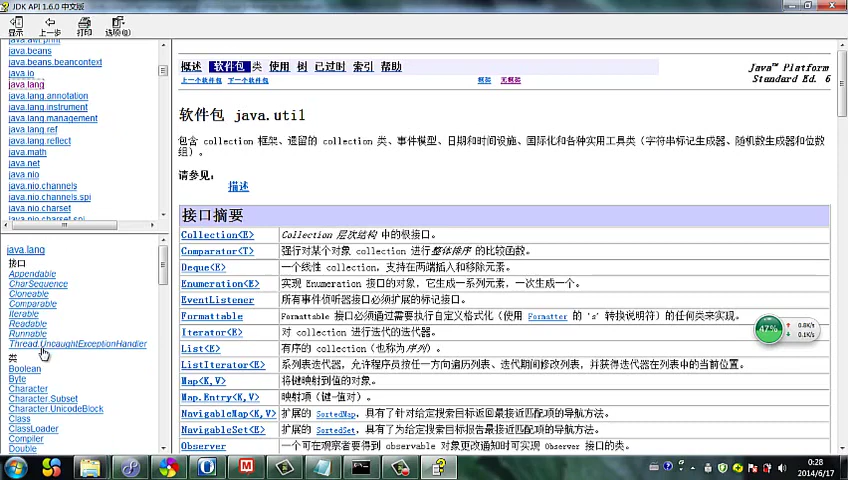 JDK API 1.6.0 中文版
显示 上一步 打印 选项(O)
java.beans
java.beans.beancontext
java.io
java.lang
java.lang.annotation
java.lang.instrument
java.lang.management
java.lang.ref
java.lang.reflect
java.math
java.net
java.nio
java.nio.channels
java.nio.channels.spi
java.nio.charset
java.nio.charset.spi
java.lang
接口
Appendable
CharSequence
Cloneable
Comparable
Iterable
Readable
Runnable
Thread.UncaughtExceptionHandler
类
Boolean
Byte
Character
Character.Subset
Character.UnicodeBlock
Class
ClassLoader
Compiler
Double
概述 软件包 类 使用 树 已过时 索引 帮助
上一个软件包 下一个软件包 框架 无框架
Java™ Platform
Standard Ed. 6
软件包 java.util
包含 collection 框架、遗留的 collection 类、事件模型、日期和时间设施、国际化和各种实用工具类（字符串标记生成器、随机数生成器和位数
组）。
请参见：
描述
接口摘要
Collection<E> Collection 层次结构 中的根接口。
Comparator<T> 强行对某个对象 collection 进行整体排序 的比较函数。
Deque<E> 一个线性 collection，支持在两端插入和移除元素。
Enumeration<E> 实现 Enumeration 接口的对象，它生成一系列元素，一次生成一个。
EventListener 所有事件侦听器接口必须扩展的标记接口。
Formattable Formattable 接口必须通过需要执行自定义格式化（使用 Formatter 的 's' 转换说明符）的任何类来实现。
Iterator<E> 对 collection 进行迭代的迭代器。
List<E> 有序的 collection（也称为序列）。
ListIterator<E> 系列表迭代器，允许程序员按任一方向遍历列表、迭代期间修改列表，并获得迭代器在列表中的当前位置。
Map<K,V> 将键映射到值的对象。
Map.Entry<K,V> 映射项（键-值对）。
NavigableMap<K,V> 扩展的 SortedMap，具有了针对给定搜索目标返回最接近匹配项的导航方法。
NavigableSet<E> 扩展的 SortedSet，具有了为给定搜索目标报告最接近匹配项的导航方法。
Observer 一个可在观察者要得到 observable 对象更改通知时可实现 Observer 接口的类。
47% 0.8K/s
0.1K/s
0:28
2014/6/17